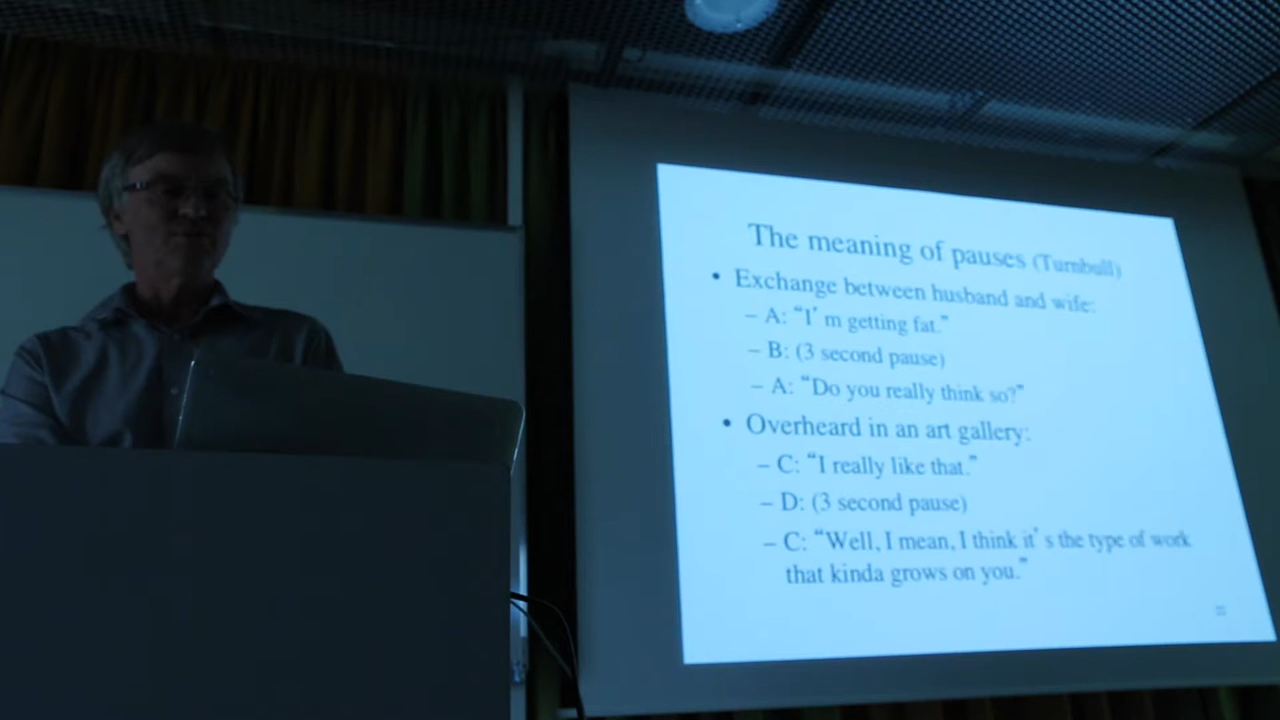 The meaning of pauses (Turnbull)
• Exchange between husband and wife:
– A: “I’ m getting fat.”
– B: (3 second pause)
– A: “Do you really think so?”
• Overheard in an art gallery:
– C: “I really like that.”
– D: (3 second pause)
– C: “Well, I mean, I think it’ s the type of work
that kinda grows on you.”